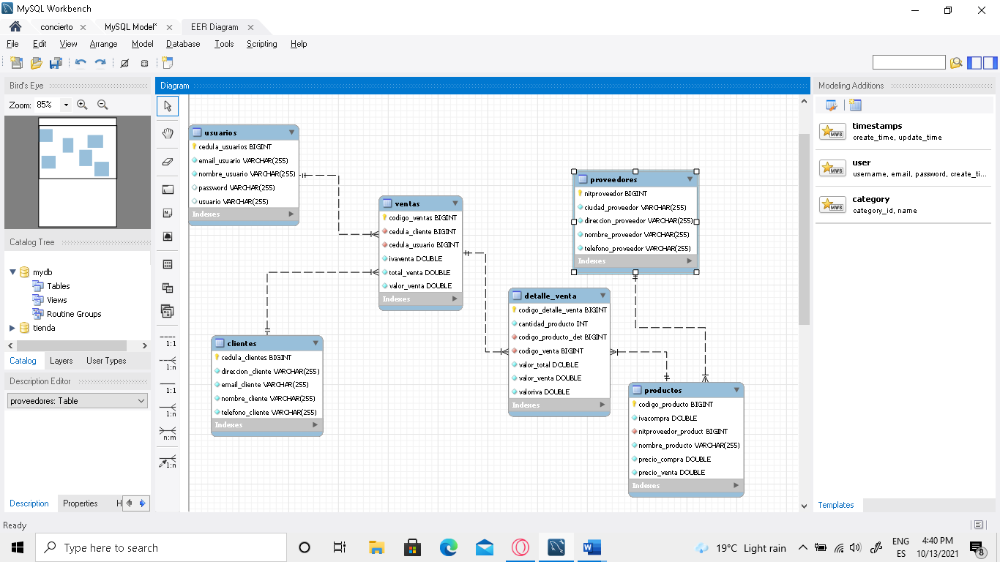 MySQL Workbench
concierto
MySQL Model*
EER Diagram
File Edit View Arrange Model Database Tools Scripting Help
Bird's Eye
Zoom: 85%
Catalog Tree
mydb
Tables
Views
Routine Groups
tienda
Catalog Layers User Types
Description Editor
proveedores: Table
Description Properties H
Ready
Diagram
1:1
1:n
1:1
1:n
n:m
1:n
usuarios
cedula_usuarios BIGINT
email_usuario VARCHAR(255)
nombre_usuario VARCHAR(255)
password VARCHAR(255)
usuario VARCHAR(255)
Indexes
ventas
codigo_ventas BIGINT
cedula_cliente BIGINT
cedula_usuario BIGINT
ivaventa DOUBLE
total_venta DOUBLE
valor_venta DOUBLE
Indexes
clientes
cedula_clientes BIGINT
direccion_cliente VARCHAR(255)
email_cliente VARCHAR(255)
nombre_cliente VARCHAR(255)
telefono_cliente VARCHAR(255)
Indexes
proveedores
nitproveedor BIGINT
ciudad_proveedor VARCHAR(255)
direccion_proveedor VARCHAR(255)
nombre_proveedor VARCHAR(255)
telefono_proveedor VARCHAR(255)
Indexes
detalle_venta
codigo_detalle_venta BIGINT
cantidad_producto INT
codigo_producto_det BIGINT
codigo_venta BIGINT
valor_total DOUBLE
valor_venta DOUBLE
valoriva DOUBLE
Indexes
productos
codigo_producto BIGINT
ivacompra DOUBLE
nitproveedor_product BIGINT
nombre_producto VARCHAR(255)
precio_compra DOUBLE
precio_venta DOUBLE
Indexes
Modeling Additions
MWB
timestamps
create_time, update_time
MWB
user
username, email, password, create_ti...
MWB
category
category_id, name
Templates
Type here to search
19°C Light rain
ENG
ES
4:40 PM
10/13/2021
8